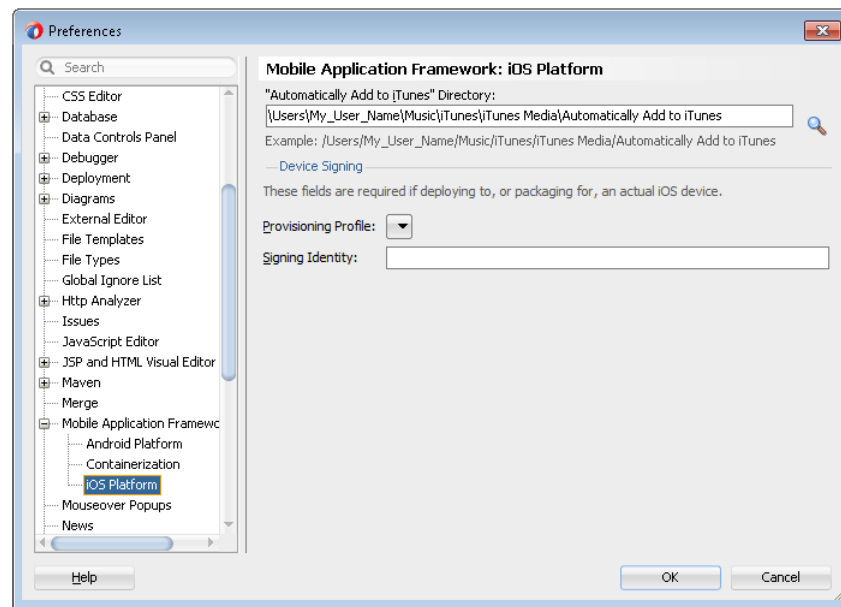 Preferences
Search
CSS Editor
Database
Data Controls Panel
Debugger
Deployment
Diagrams
External Editor
File Templates
File Types
Global Ignore List
Http Analyzer
Issues
JavaScript Editor
JSP and HTML Visual Editor
Maven
Merge
Mobile Application Framewc
Android Platform
Containerization
iOS Platform
Mouseover Popups
News
Mobile Application Framework: iOS Platform
"Automatically Add to iTunes" Directory:
\Users\My_User_Name\Music\iTunes\iTunes Media\Automatically Add to iTunes
Example: /Users/My_User_Name/Music/iTunes/iTunes Media/Automatically Add to iTunes
Device Signing
These fields are required if deploying to, or packaging for, an actual iOS device.
Provisioning Profile:
Signing Identity:
Help
OK
Cancel